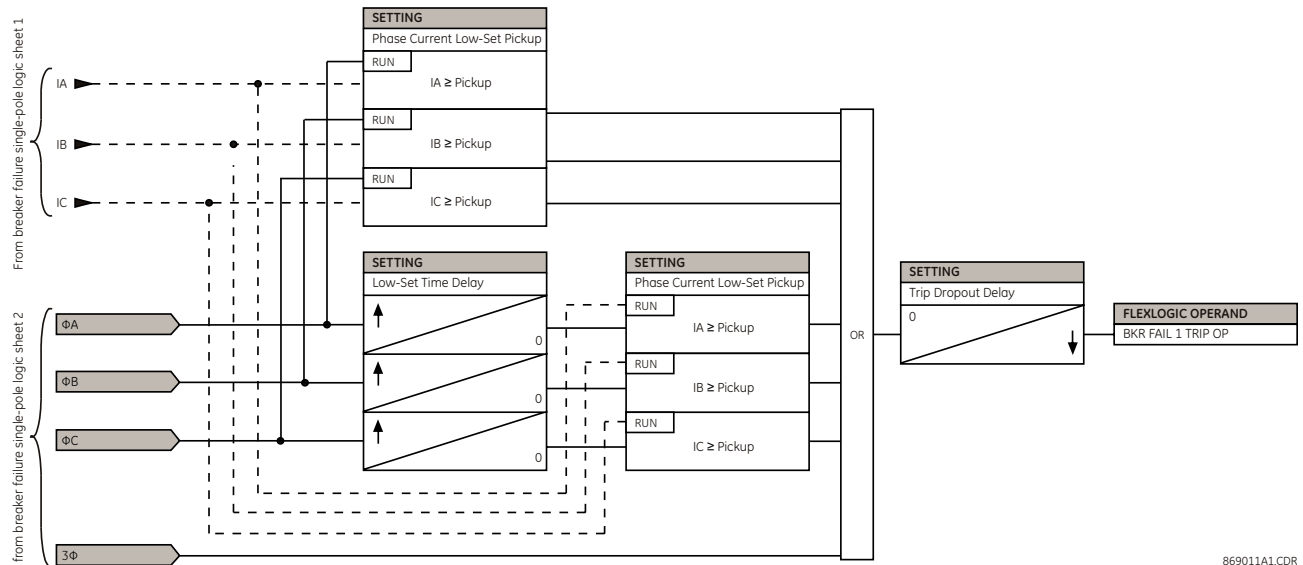 From breaker failure single-pole logic sheet 1
IA
IB
IC
SETTING
Phase Current Low-Set Pickup
RUN
IA ≥ Pickup
RUN
IB ≥ Pickup
RUN
IC ≥ Pickup
from breaker failure single-pole logic sheet 2
ΦA
ΦB
ΦC
3Φ
SETTING
Low-Set Time Delay
0
0
0
SETTING
Phase Current Low-Set Pickup
RUN
IA ≥ Pickup
RUN
IB ≥ Pickup
RUN
IC ≥ Pickup
OR
SETTING
Trip Dropout Delay
0
FLEXLOGIC OPERAND
BKR FAIL 1 TRIP OP
869011A1.CDR